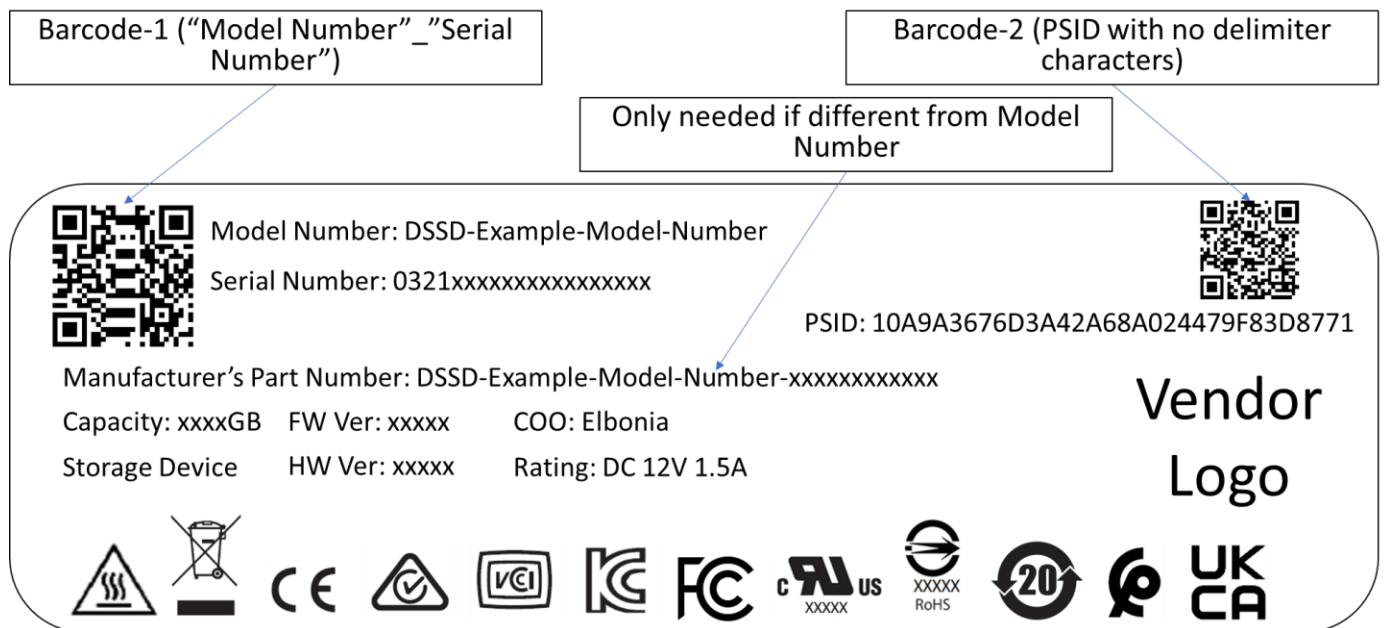 Barcode-1 (“Model Number”_”Serial
Number”)
Barcode-2 (PSID with no delimiter
characters)
Only needed if different from Model
Number
Model Number: DSSD-Example-Model-Number
Serial Number: 0321xxxxxxxxxxxxxxxx
PSID: 10A9A3676D3A42A68A024479F83D8771
Manufacturer’s Part Number: DSSD-Example-Model-Number-xxxxxxxxxxxx
Capacity: xxxxGB FW Ver: xxxxx COO: Elbonia
Storage Device HW Ver: xxxxx Rating: DC 12V 1.5A
Vendor
Logo
CE
VCI
KC
FC
c RU US
XXXXX
XXXXX
RoHS
20
UK
CA